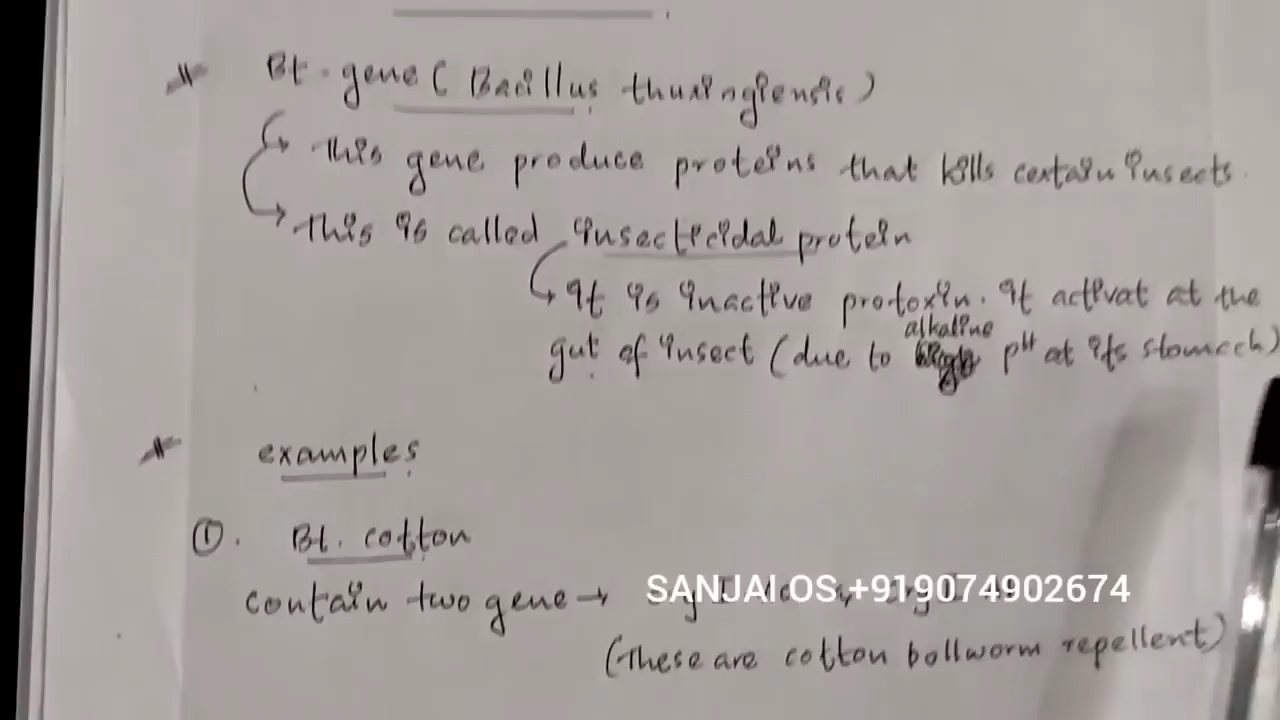 Bt. gene ( Bacillus thuringiensis )
This gene produce proteins that kills certain insects.
This is called insecticidal protein
It is inactive protoxin. It activat at the
alkaline
gut of insect ( due to pH at its stomach)
examples
①. Bt. cotton
contain two gene →
SANJAI OS +919074902674
(These are cotton bollworm repellent)